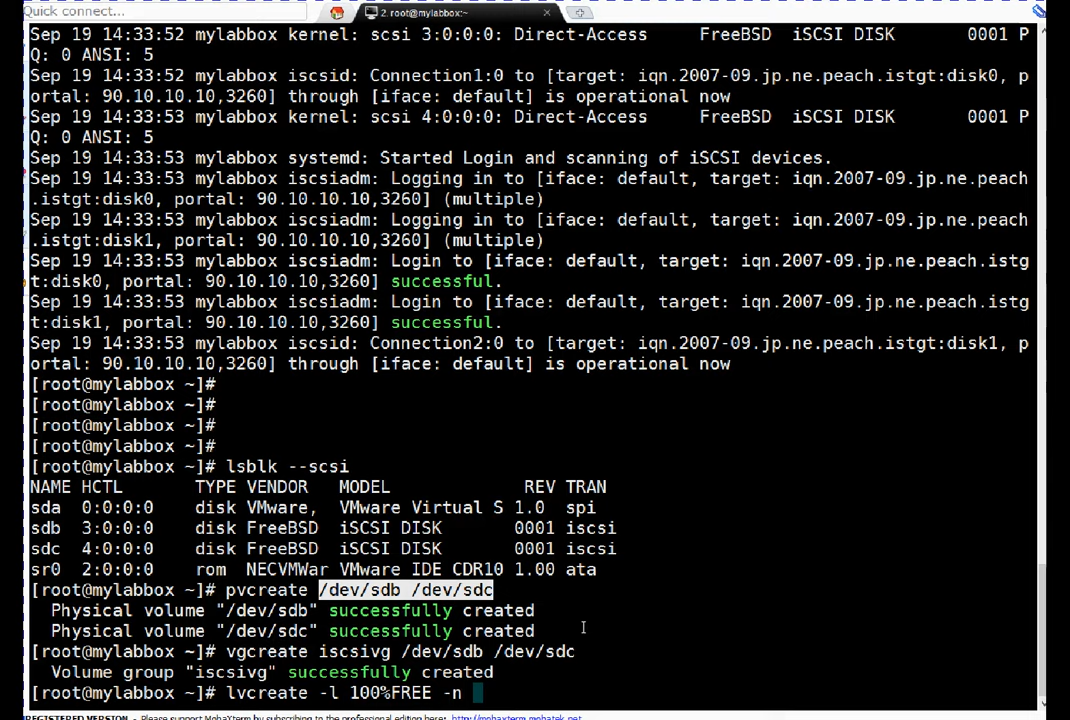 Quick connect...
2. root@mylabbox:~
Sep 19 14:33:52 mylabbox kernel: scsi 3:0:0:0: Direct-Access     FreeBSD  iSCSI DISK       0001 P
Q: 0 ANSI: 5
Sep 19 14:33:52 mylabbox iscsid: Connection1:0 to [target: iqn.2007-09.jp.ne.peach.istgt:disk0, p
ortal: 90.10.10.10,3260] through [iface: default] is operational now
Sep 19 14:33:53 mylabbox kernel: scsi 4:0:0:0: Direct-Access     FreeBSD  iSCSI DISK       0001 P
Q: 0 ANSI: 5
Sep 19 14:33:53 mylabbox systemd: Started Login and scanning of iSCSI devices.
Sep 19 14:33:53 mylabbox iscsiadm: Logging in to [iface: default, target: iqn.2007-09.jp.ne.peach
.istgt:disk0, portal: 90.10.10.10,3260] (multiple)
Sep 19 14:33:53 mylabbox iscsiadm: Logging in to [iface: default, target: iqn.2007-09.jp.ne.peach
.istgt:disk1, portal: 90.10.10.10,3260] (multiple)
Sep 19 14:33:53 mylabbox iscsiadm: Login to [iface: default, target: iqn.2007-09.jp.ne.peach.istg
t:disk0, portal: 90.10.10.10,3260] successful.
Sep 19 14:33:53 mylabbox iscsiadm: Login to [iface: default, target: iqn.2007-09.jp.ne.peach.istg
t:disk1, portal: 90.10.10.10,3260] successful.
Sep 19 14:33:53 mylabbox iscsid: Connection2:0 to [target: iqn.2007-09.jp.ne.peach.istgt:disk1, p
ortal: 90.10.10.10,3260] through [iface: default] is operational now
[root@mylabbox ~]#
[root@mylabbox ~]#
[root@mylabbox ~]#
[root@mylabbox ~]#
[root@mylabbox ~]# lsblk --scsi
NAME HCTL       TYPE VENDOR   MODEL             REV TRAN
sda  0:0:0:0    disk VMware,  VMware Virtual S 1.0  spi
sdb  3:0:0:0    disk FreeBSD  iSCSI DISK       0001 iscsi
sdc  4:0:0:0    disk FreeBSD  iSCSI DISK       0001 iscsi
sr0  2:0:0:0    rom  NECVMWar VMware IDE CDR10 1.00 ata
[root@mylabbox ~]# pvcreate /dev/sdb /dev/sdc
  Physical volume "/dev/sdb" successfully created
  Physical volume "/dev/sdc" successfully created
[root@mylabbox ~]# vgcreate iscsivg /dev/sdb /dev/sdc
  Volume group "iscsivg" successfully created
[root@mylabbox ~]# lvcreate -l 100%FREE -n
REGISTERED VERSION - Please support MobaXterm by subscribing to the professional edition here: http://mobaxterm.mobatek.net